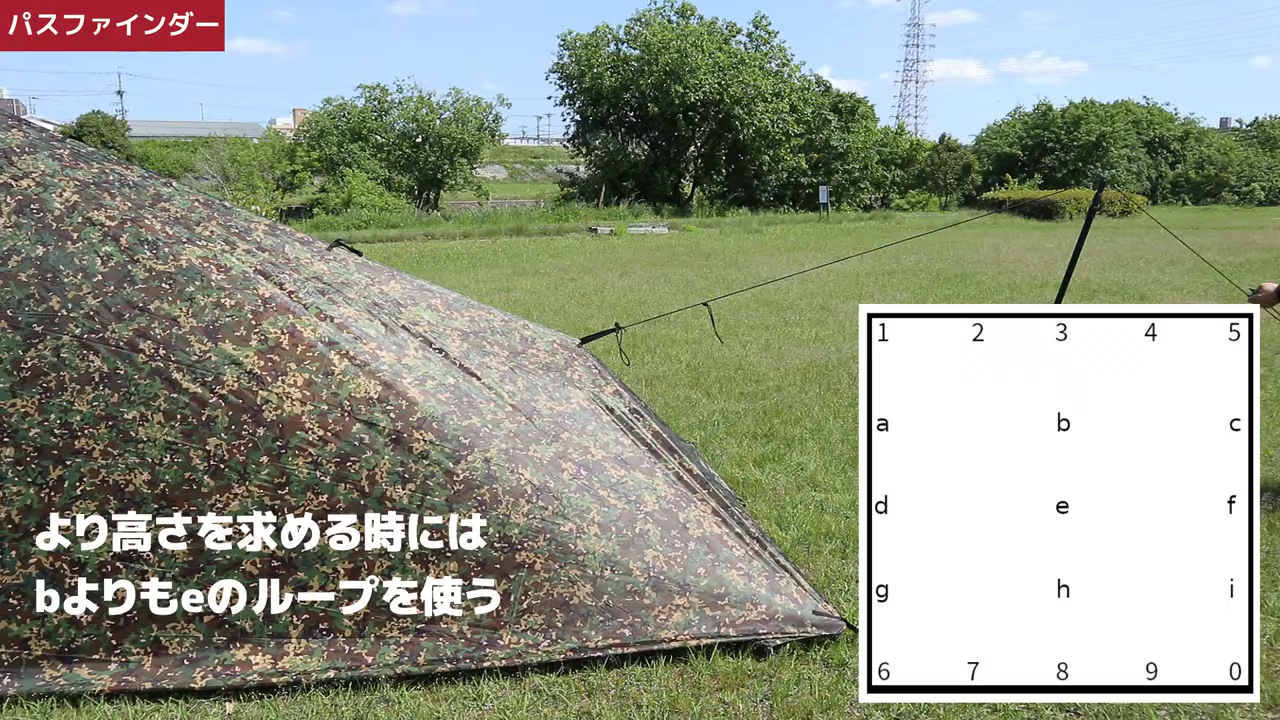 パスファインダー
より高さを求める時には
bよりもeのループを使う
1 2 3 4 5
a b c
d e f
g h i
6 7 8 9 0